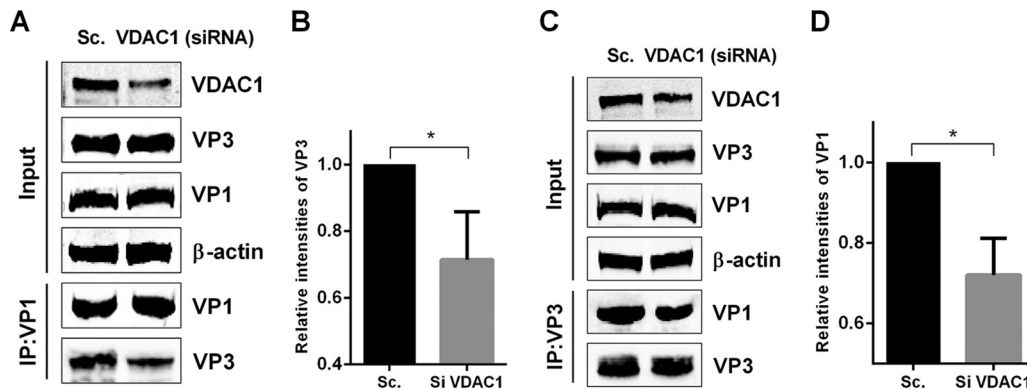 A
Sc. VDAC1 (siRNA)
Input
VDAC1
VP3
VP1
β-actin
IP:VP1
VP1
VP3
B
Relative intensities of VP3
1.0
0.8
0.6
0.4
*
Sc.
Si VDAC1
C
Sc. VDAC1 (siRNA)
Input
VDAC1
VP3
VP1
β-actin
IP:VP3
VP1
VP3
D
Relative intensities of VP1
1.0
0.8
0.6
*
Sc.
Si VDAC1